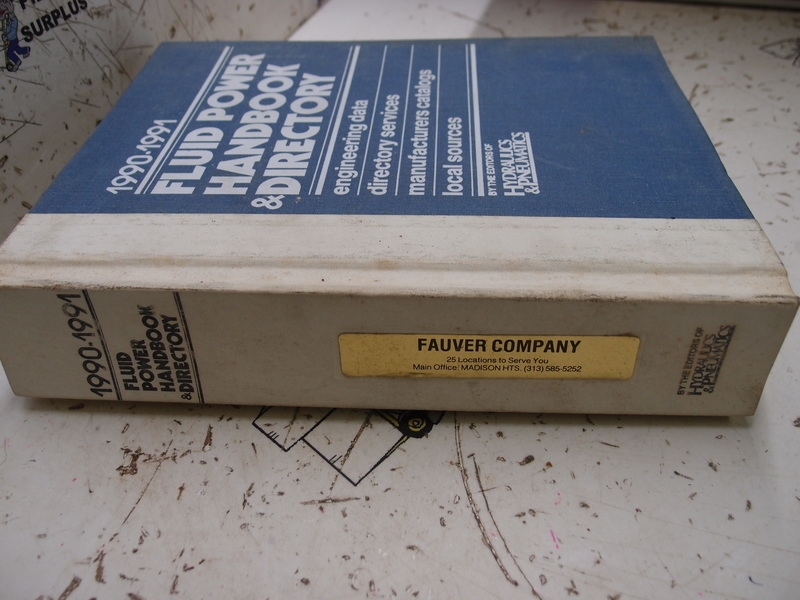 SURPLUS
1990-1991
FLUID POWER
HANDBOOK
& DIRECTORY
engineering data
directory services
manufacturers catalogs
local sources
BY THE EDITORS OF
HYDRAULICS
& PNEUMATICS
1990-1991
FLUID
POWER
HANDBOOK
& DIRECTORY
FAUVER COMPANY
25 Locations to Serve You
Main Office: MADISON HTS. (313) 585-5252
BY THE EDITORS OF
HYDRAULICS
& PNEUMATICS